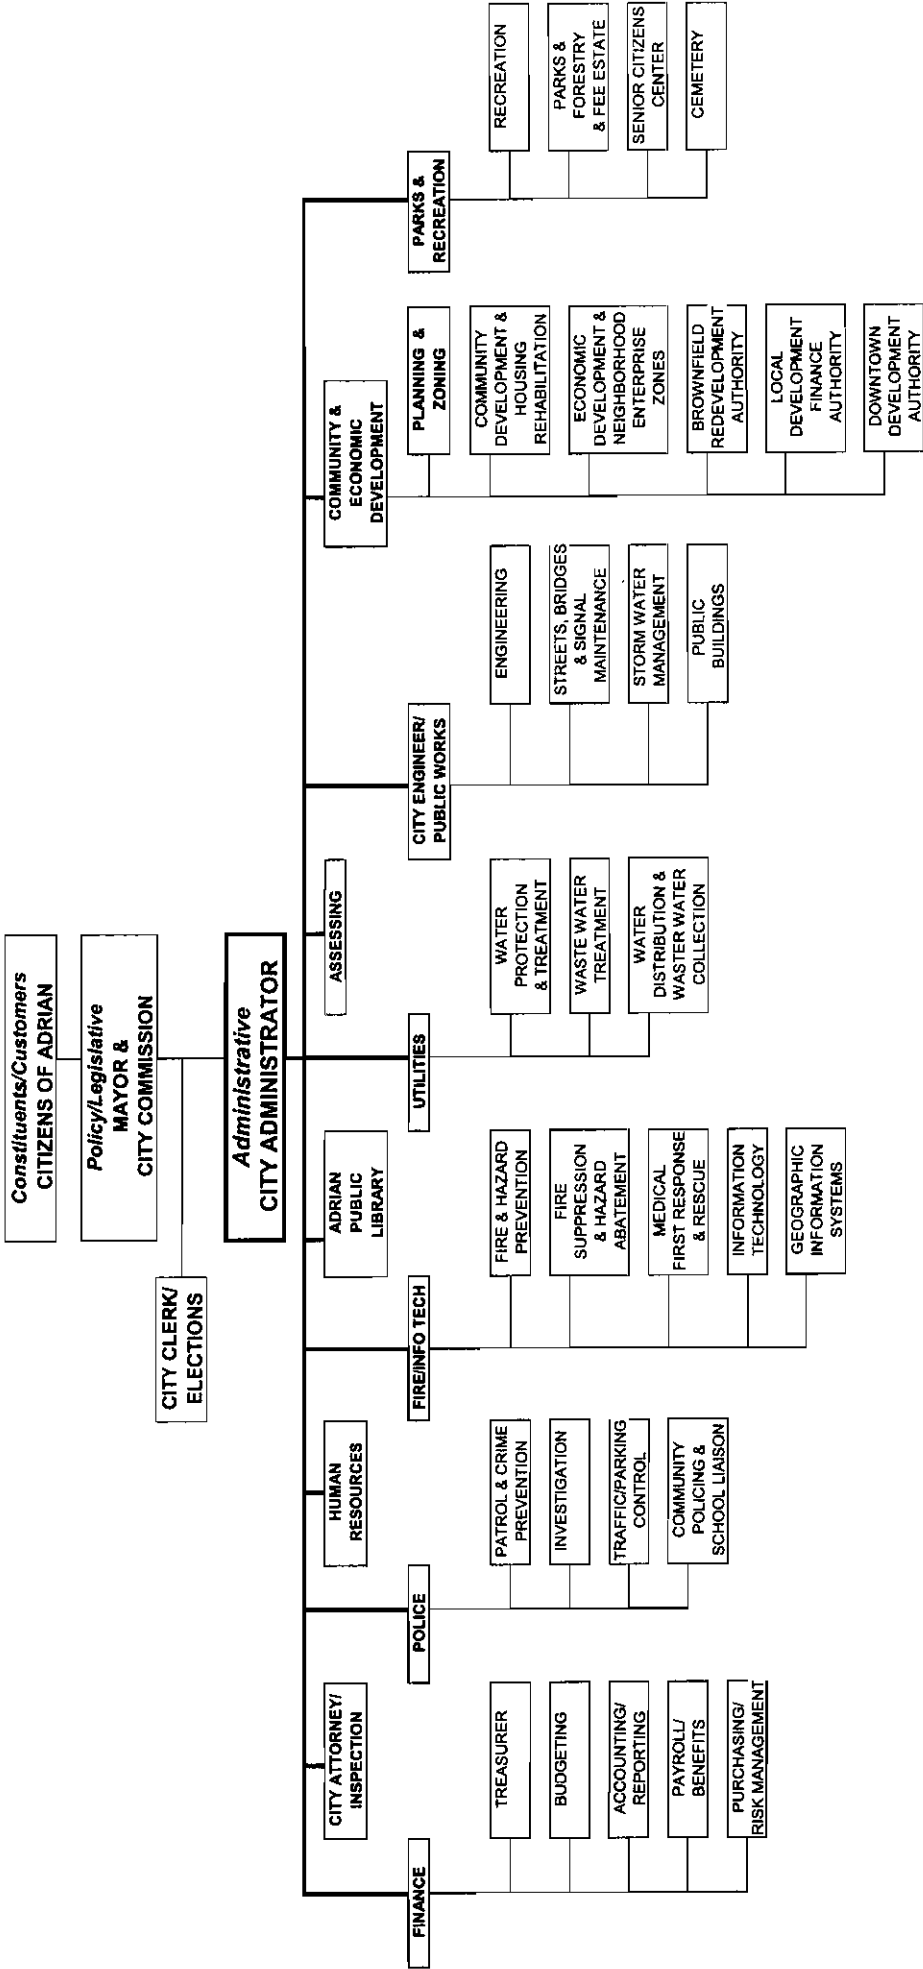 Constituents/Customers
CITIZENS OF ADRIAN
Policy/Legislative
MAYOR &
CITY COMMISSION
CITY CLERK/
ELECTIONS
Administrative
CITY ADMINISTRATOR
CITY ATTORNEY/
INSPECTION
HUMAN
RESOURCES
ADRIAN
PUBLIC
LIBRARY
ASSESSING
COMMUNITY &
ECONOMIC
DEVELOPMENT
FINANCE
POLICE
FIRE/INFO TECH
UTILITIES
CITY ENGINEER/
PUBLIC WORKS
PARKS &
RECREATION
TREASURER
BUDGETING
ACCOUNTING/
REPORTING
PAYROLL/
BENEFITS
PURCHASING/
RISK MANAGEMENT
PATROL & CRIME
PREVENTION
INVESTIGATION
TRAFFIC/PARKING
CONTROL
COMMUNITY
POLICING &
SCHOOL LIAISON
FIRE & HAZARD
PREVENTION
FIRE
SUPPRESSION
& HAZARD
ABATEMENT
MEDICAL
FIRST RESPONSE
& RESCUE
INFORMATION
TECHNOLOGY
GEOGRAPHIC
INFORMATION
SYSTEMS
WATER
PROTECTION
& TREATMENT
WASTE WATER
TREATMENT
WATER
DISTRIBUTION &
WASTER WATER
COLLECTION
ENGINEERING
STREETS, BRIDGES
& SIGNAL
MAINTENANCE
STORM WATER
MANAGEMENT
PUBLIC
BUILDINGS
PLANNING &
ZONING
COMMUNITY
DEVELOPMENT &
HOUSING
REHABILITATION
ECONOMIC
DEVELOPMENT &
NEIGHBORHOOD
ENTERPRISE
ZONES
BROWNFIELD
REDEVELOPMENT
AUTHORITY
LOCAL
DEVELOPMENT
FINANCE
AUTHORITY
DOWNTOWN
DEVELOPMENT
AUTHORITY
RECREATION
PARKS &
FORESTRY
& FEE ESTATE
SENIOR CITIZENS
CENTER
CEMETERY